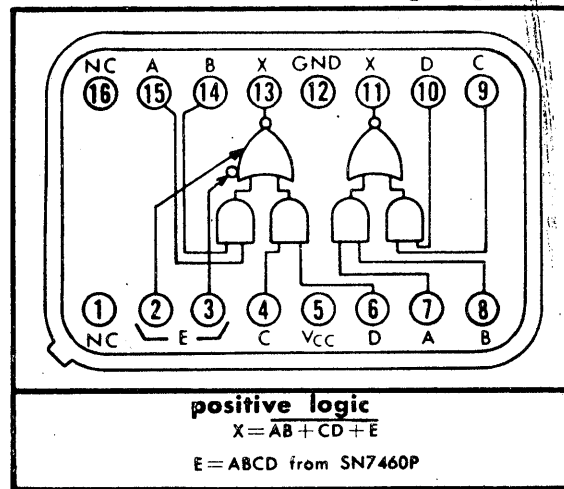 NC A B X GND X D C
16 15 14 13 12 11 10 9
1 2 3 4 5 6 7 8
NC E C VCC D A B
positive logic
X = AB + CD + E
E = ABCD from SN7460P